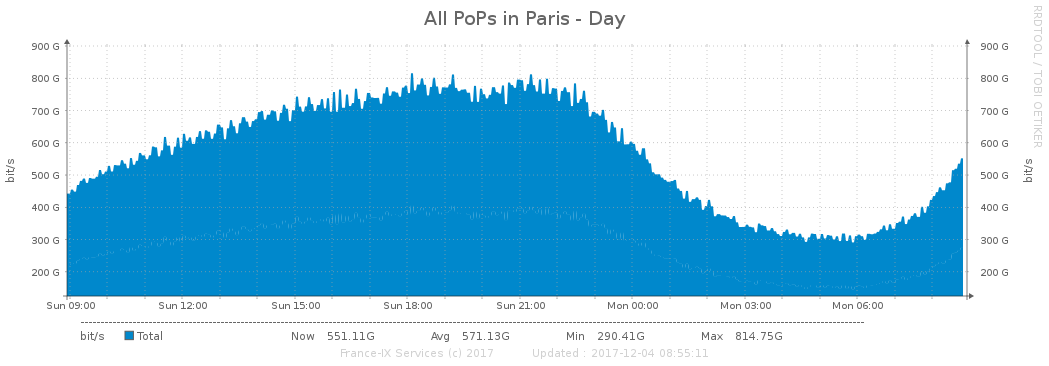 All PoPs in Paris - Day
RRDTOOL / TOBI OETIKER
900 G 900 G
800 G 800 G
700 G 700 G
600 G 600 G
500 G 500 G
400 G 400 G
300 G 300 G
200 G 200 G
bit/s bit/s
Sun 09:00 Sun 12:00 Sun 15:00 Sun 18:00 Sun 21:00 Mon 00:00 Mon 03:00 Mon 06:00
bit/s Total Now 551.11G Avg 571.13G Min 290.41G Max 814.75G
France-IX Services (c) 2017 Updated : 2017-12-04 08:55:11